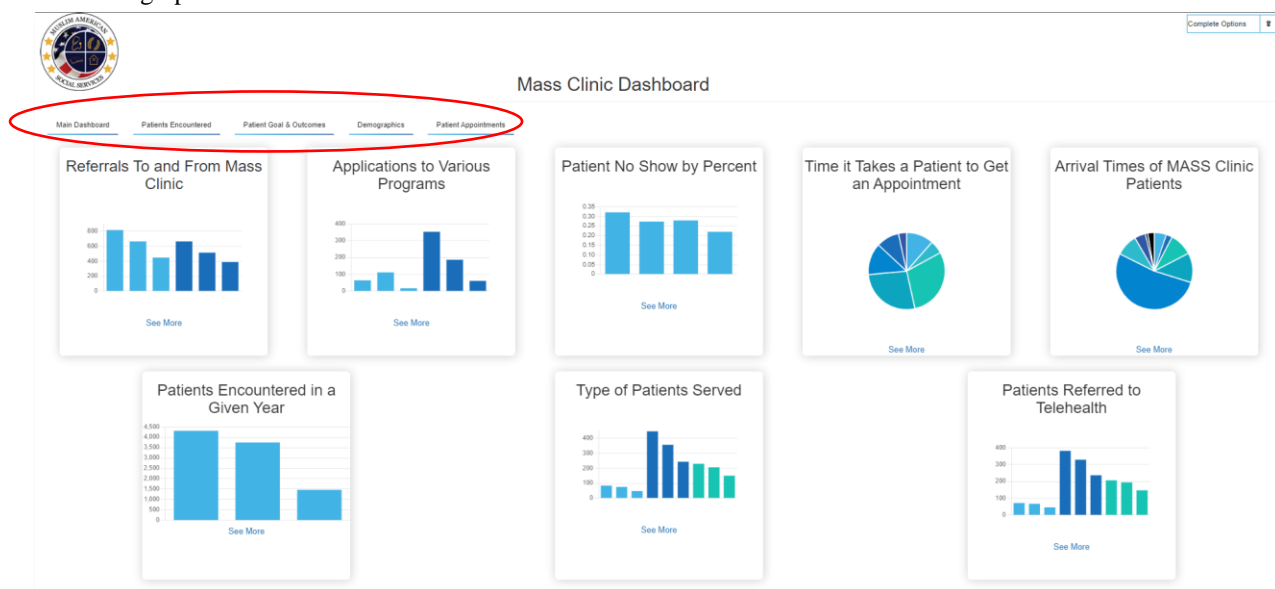 MUSLIM AMERICAN
SOCIAL SERVICES
Complete Options
Mass Clinic Dashboard
Main Dashboard
Patients Encountered
Patient Goal & Outcomes
Demographics
Patient Appointments
Referrals To and From Mass
Clinic
800
600
400
200
0
See More
Applications to Various
Programs
400
300
200
100
0
See More
Patient No Show by Percent
0.35
0.30
0.25
0.20
0.15
0.10
0.05
0
See More
Time it Takes a Patient to Get
an Appointment
See More
Arrival Times of MASS Clinic
Patients
See More
Patients Encountered in a
Given Year
4,500
4,000
3,500
3,000
2,500
2,000
1,500
1,000
500
0
See More
Type of Patients Served
400
300
200
100
0
See More
Patients Referred to
Telehealth
400
300
200
100
0
See More